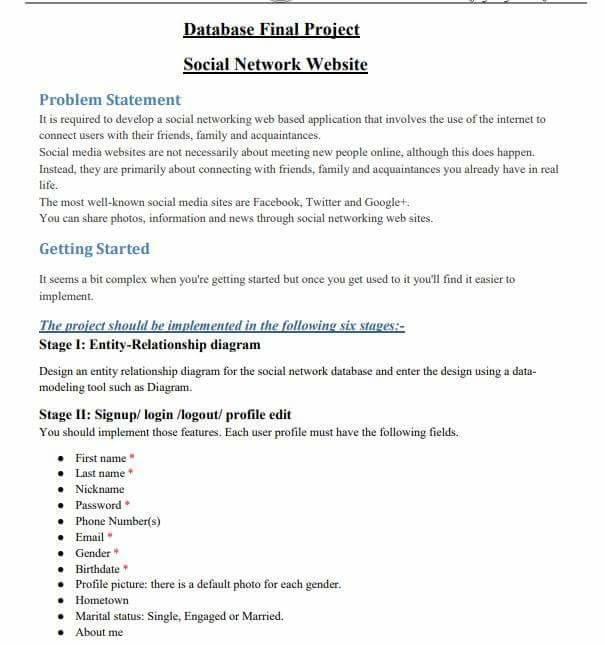 Database Final Project
Social Network Website
Problem Statement
It is required to develop a social networking web based application that involves the use of the internet to
connect users with their friends, family and acquaintances.
Social media websites are not necessarily about meeting new people online, although this does happen.
Instead, they are primarily about connecting with friends, family and acquaintances you already have in real
life.
The most well-known social media sites are Facebook, Twitter and Google+.
You can share photos, information and news through social networking web sites.
Getting Started
It seems a bit complex when you're getting started but once you get used to it you'll find it easier to
implement.
The project should be implemented in the following six stages:-
Stage I: Entity-Relationship diagram
Design an entity relationship diagram for the social network database and enter the design using a data-
modeling tool such as Diagram.
Stage II: Signup/ login /logout/ profile edit
You should implement those features. Each user profile must have the following fields.
• First name *
• Last name *
• Nickname
• Password *
• Phone Number(s)
• Email *
• Gender *
• Birthdate *
• Profile picture: there is a default photo for each gender.
• Hometown
• Marital status: Single, Engaged or Married.
• About me